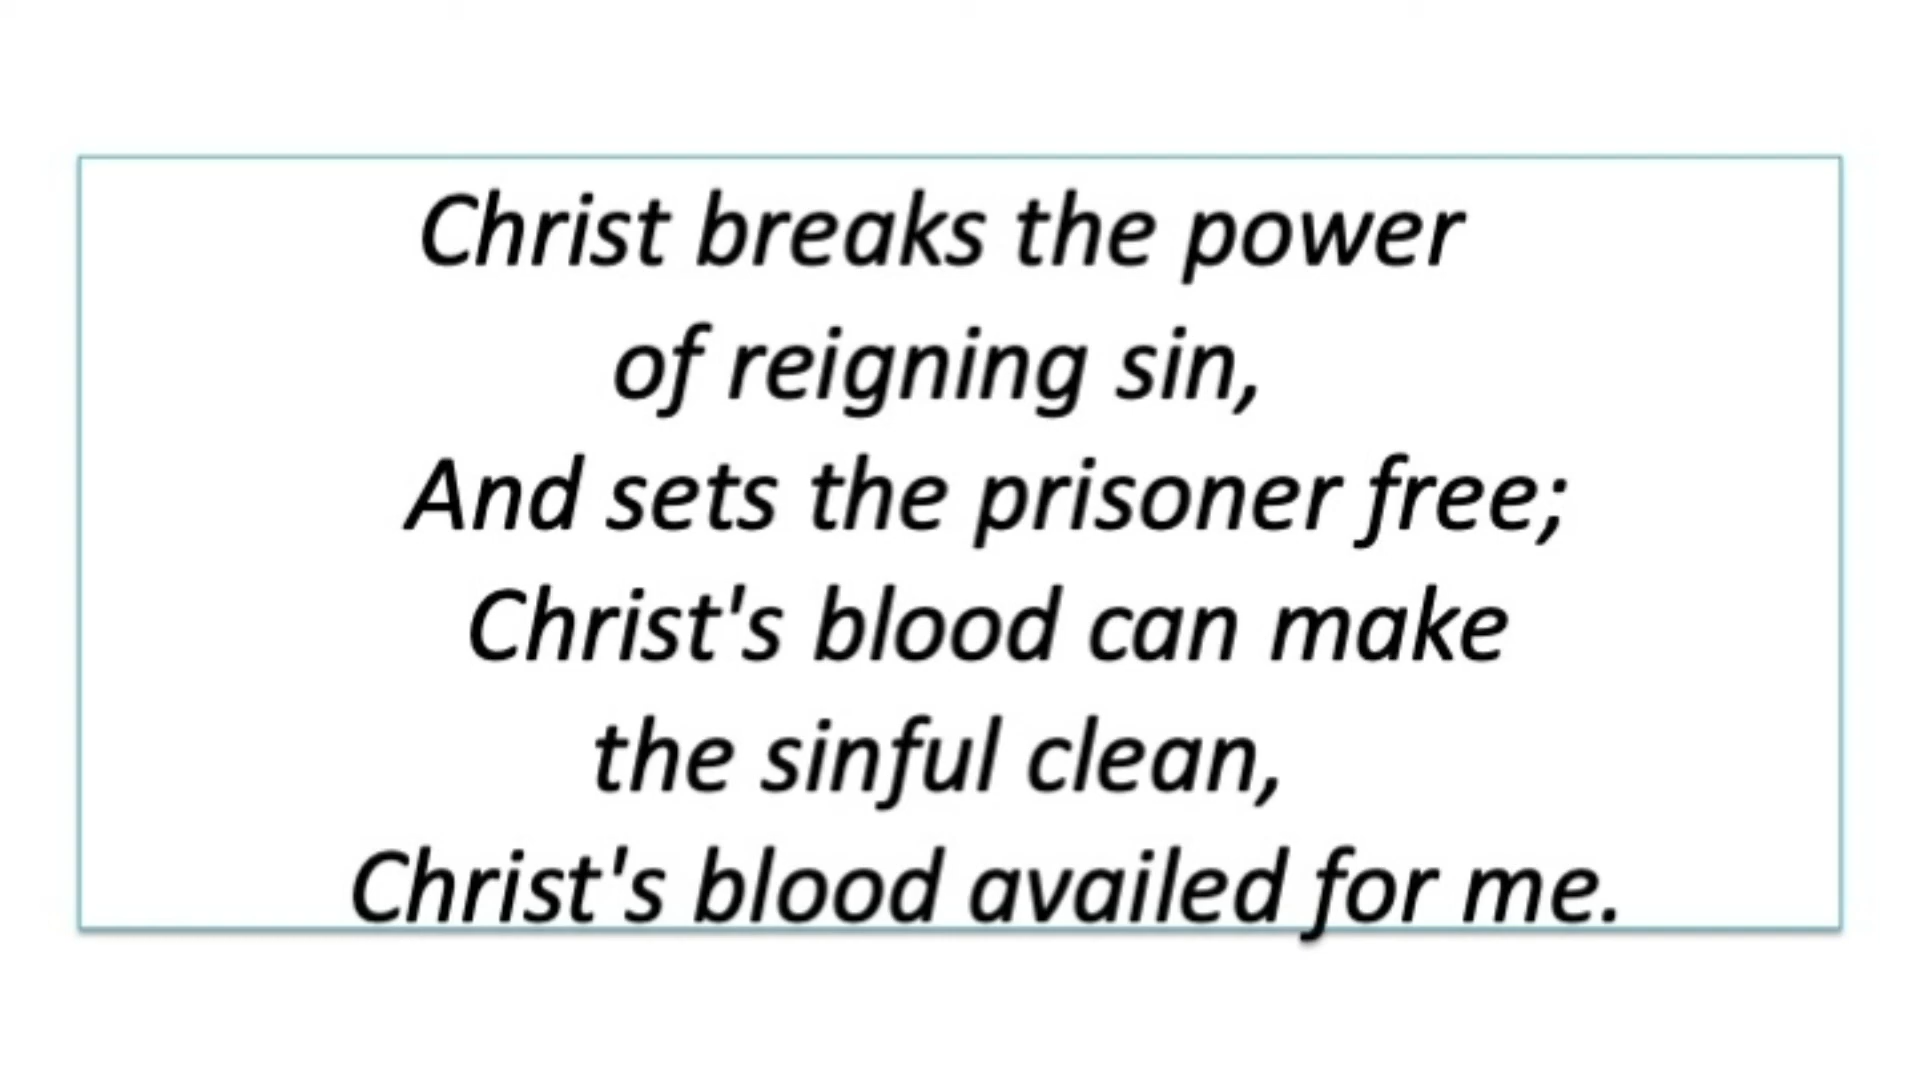 Christ breaks the power
of reigning sin,
And sets the prisoner free;
Christ's blood can make
the sinful clean,
Christ's blood availed for me.